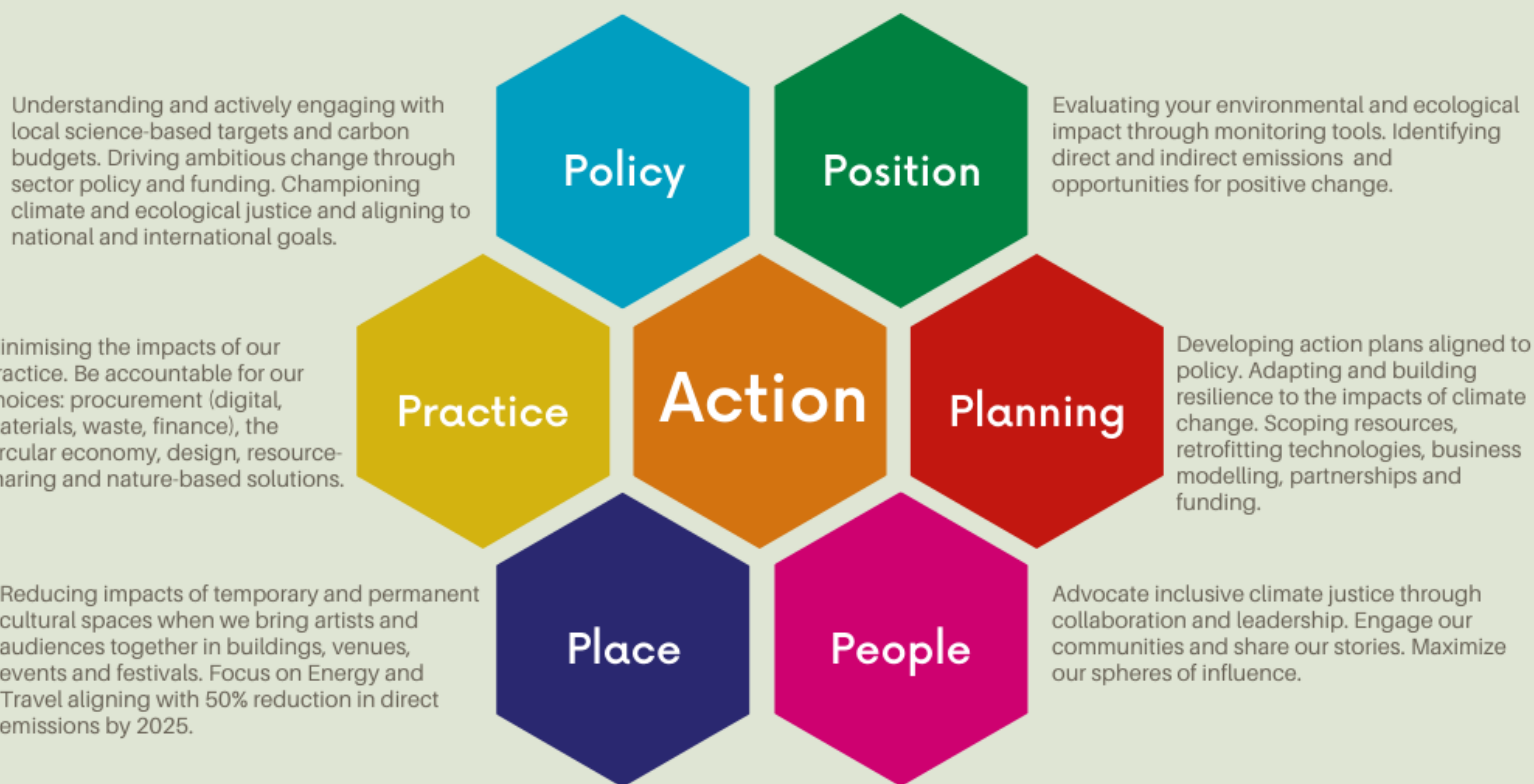 Policy
Understanding and actively engaging with
local science-based targets and carbon
budgets. Driving ambitious change through
sector policy and funding. Championing
climate and ecological justice and aligning to
national and international goals.
Position
Evaluating your environmental and ecological
impact through monitoring tools. Identifying
direct and indirect emissions and
opportunities for positive change.
Practice
inimising the impacts of our
ractice. Be accountable for our
hoices: procurement (digital,
aterials, waste, finance), the
rcular economy, design, resource-
haring and nature-based solutions.
Action
Planning
Developing action plans aligned to
policy. Adapting and building
resilience to the impacts of climate
change. Scoping resources,
retrofitting technologies, business
modelling, partnerships and
funding.
Place
Reducing impacts of temporary and permanent
cultural spaces when we bring artists and
audiences together in buildings, venues,
events and festivals. Focus on Energy and
Travel aligning with 50% reduction in direct
emissions by 2025.
People
Advocate inclusive climate justice through
collaboration and leadership. Engage our
communities and share our stories. Maximize
our spheres of influence.